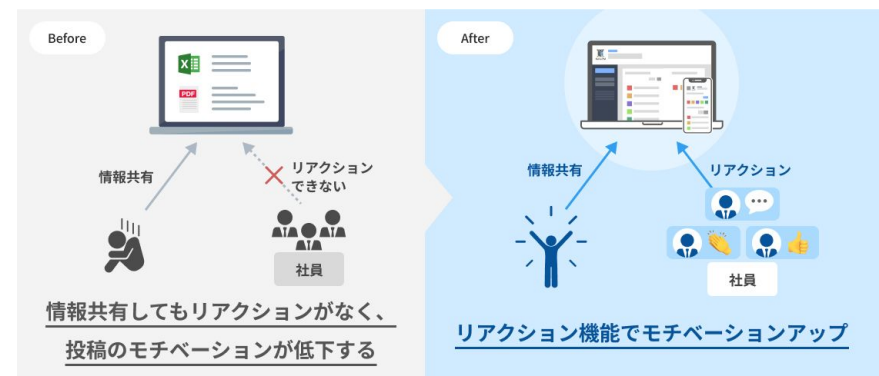 Before
X
PDF
情報共有
リアクション
できない
社員
情報共有してもリアクションがなく、
投稿のモチベーションが低下する
After
情報共有
リアクション
社員
リアクション機能でモチベーションアップ